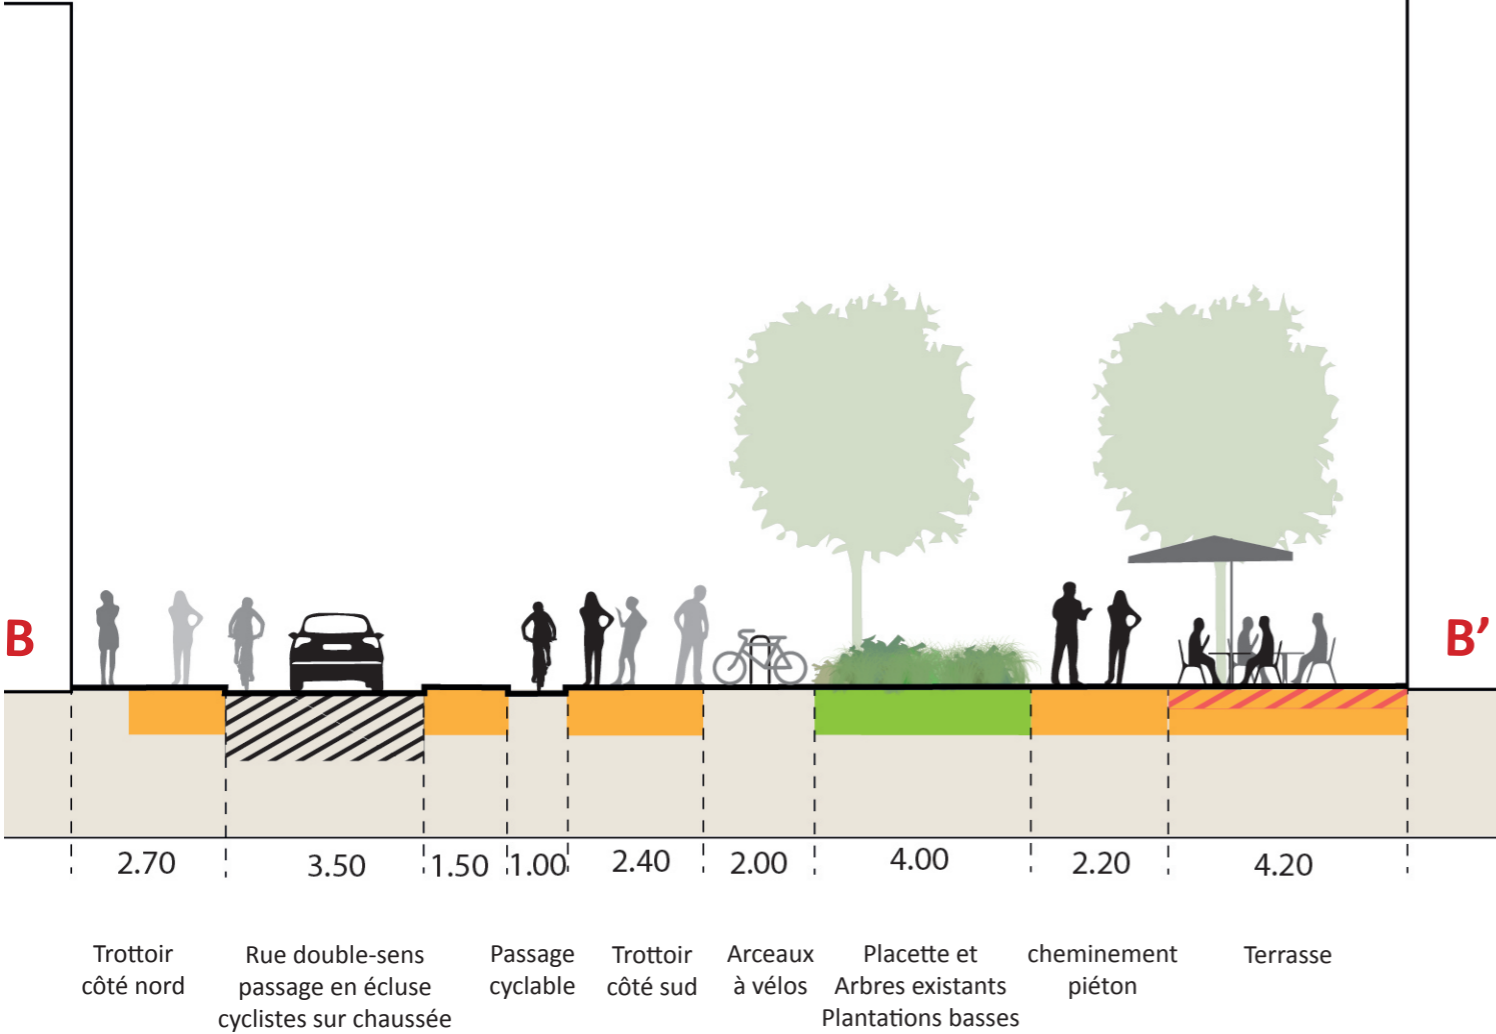 B
B’
2.70
3.50
1.50
1.00
2.40
2.00
4.00
2.20
4.20
Trottoir
côté nord
Rue double-sens
passage en écluse
cyclistes sur chaussée
Passage
cyclable
Trottoir
côté sud
Arceaux
à vélos
Placette et
Arbres existants
Plantations basses
cheminement
piéton
Terrasse